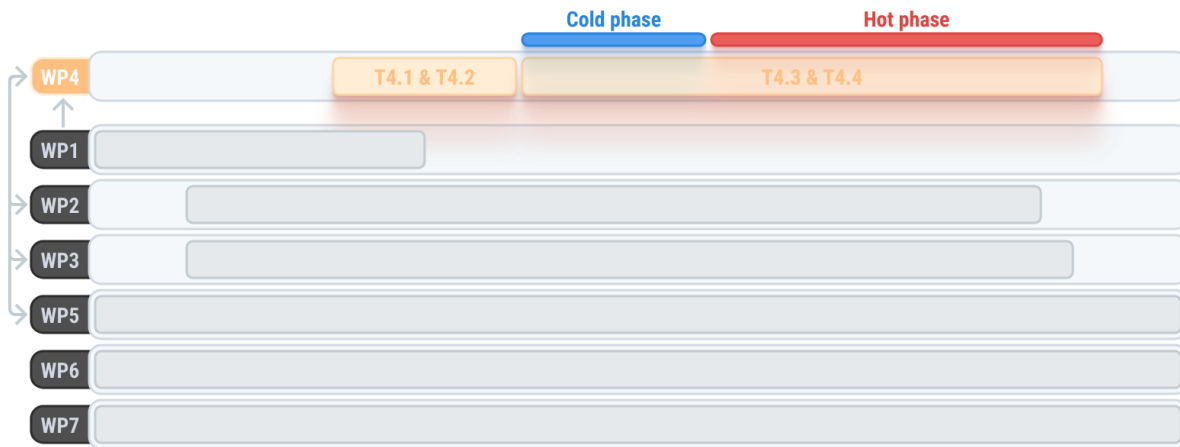 Cold phase Hot phase
WP4 T4.1 & T4.2 T4.3 & T4.4
WP1
WP2
WP3
WP5
WP6
WP7